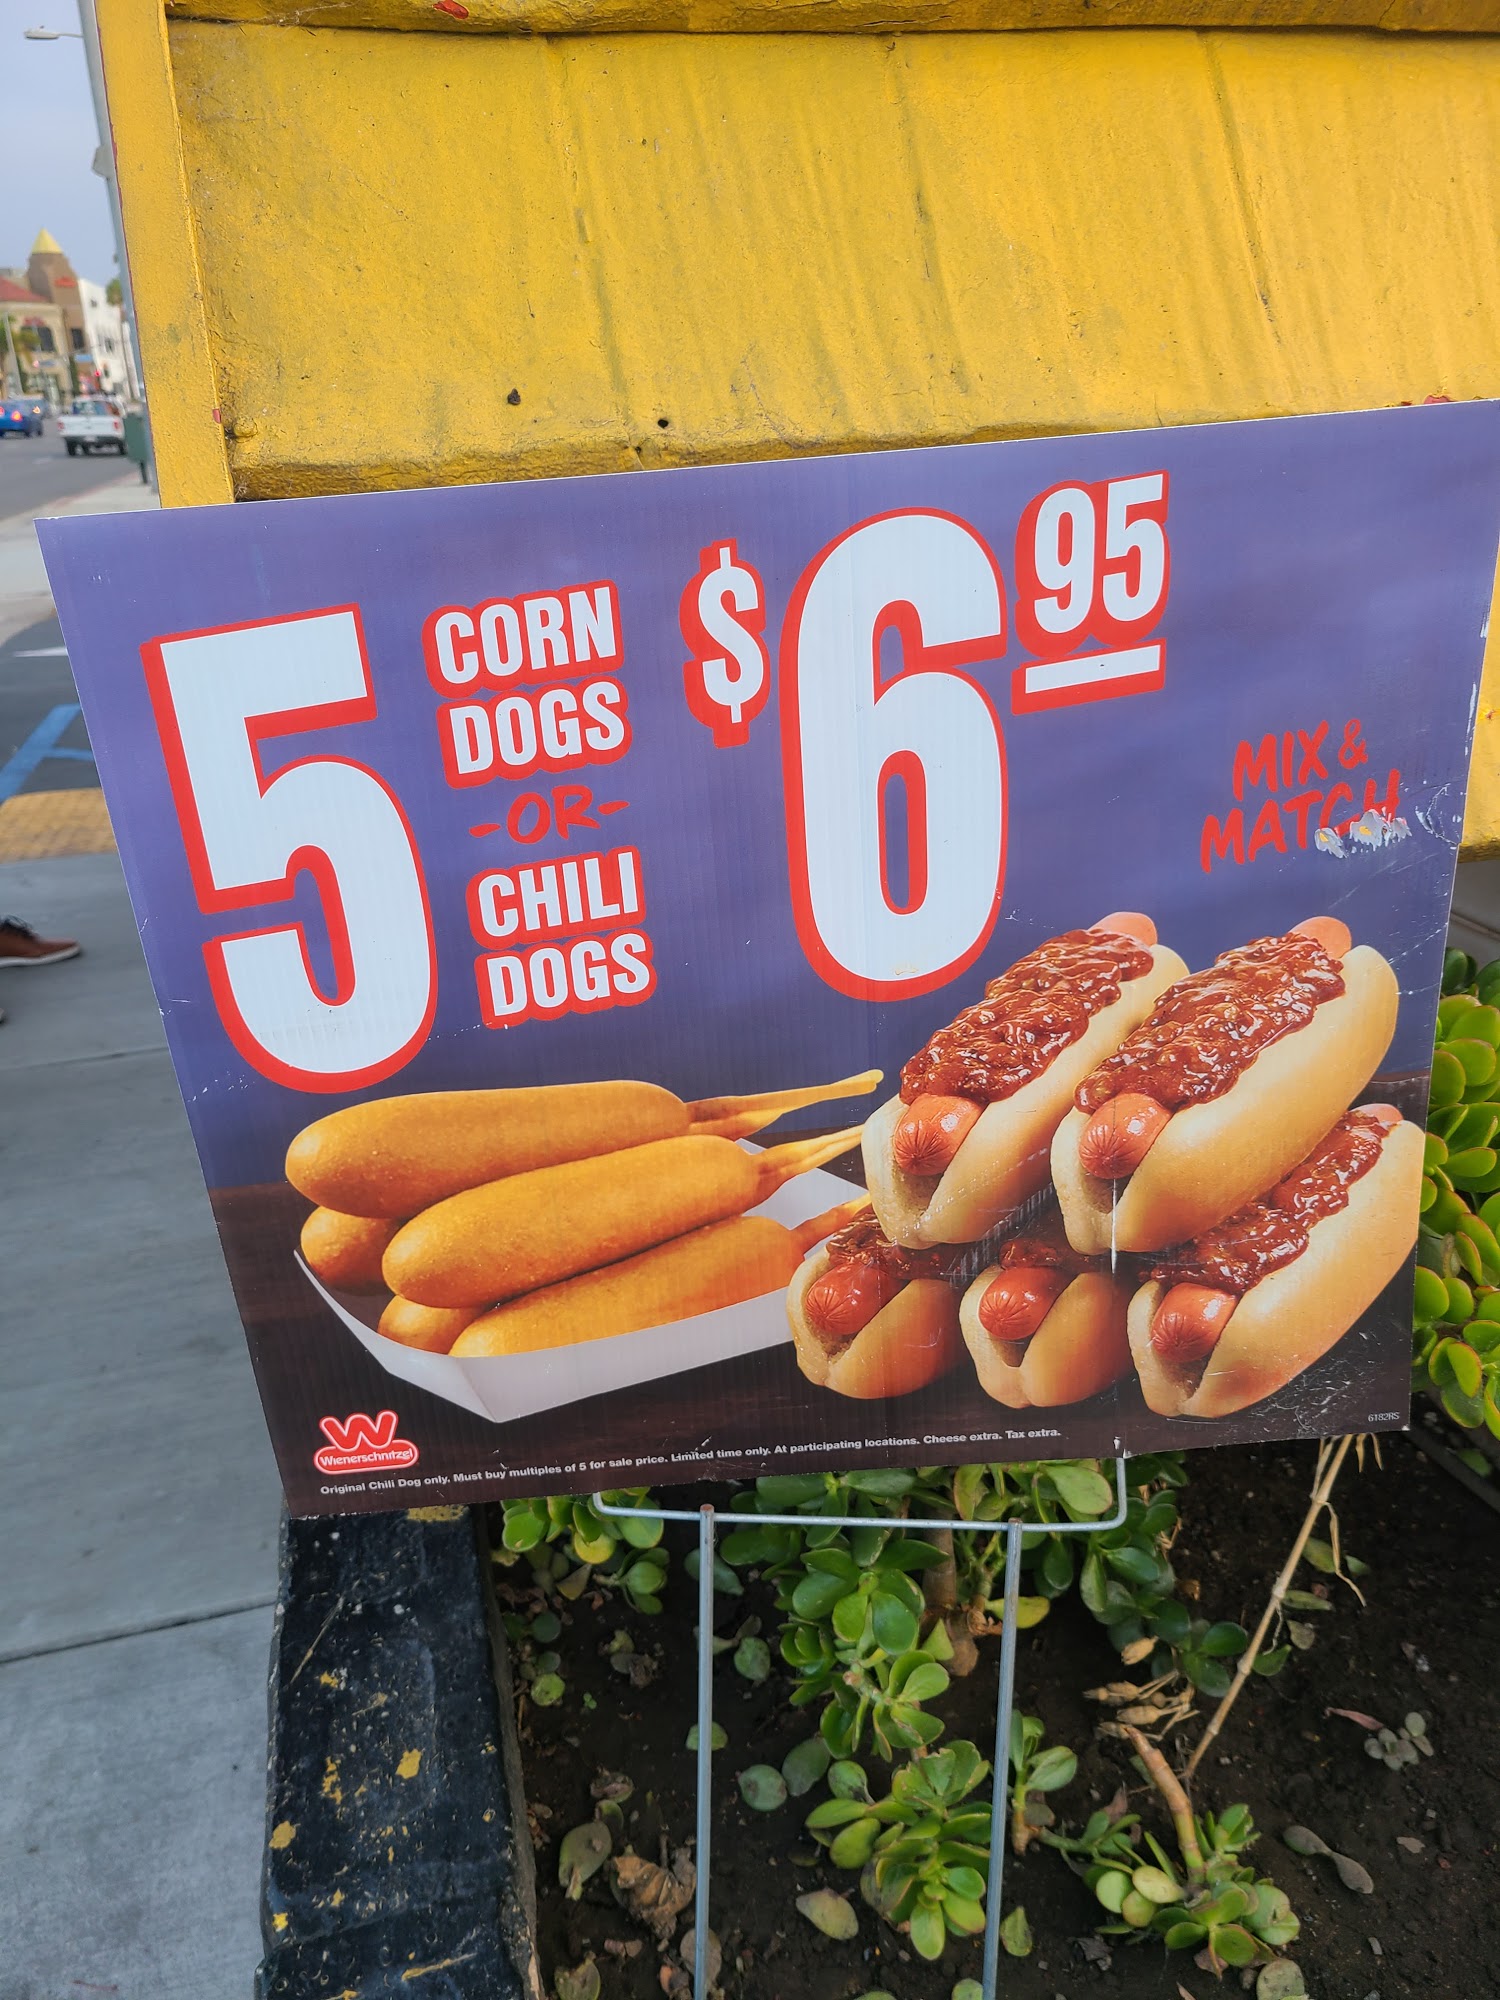 5
CORN
DOGS
-OR-
CHILI
DOGS
$6 95
MIX &
MATCH
Wienerschnitzel
Original Chili Dog only. Must buy multiples of 5 for sale price. Limited time only. At participating locations. Cheese extra. Tax extra.
6182RS